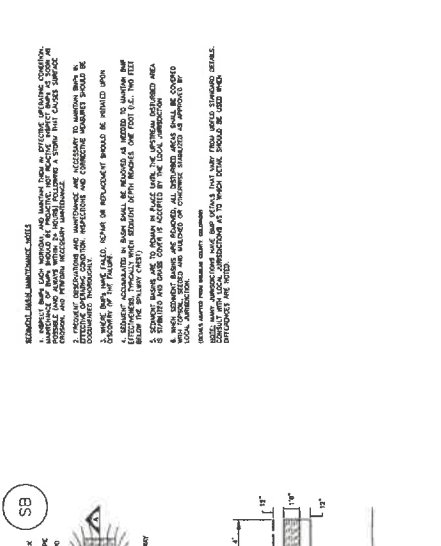 SEDIMENT BASIN MAINTENANCE NOTES
1. INSPECT BMPs EACH WORKDAY, AND MAINTAIN THEM IN EFFECTIVE OPERATING CONDITION.
MAINTENANCE OF BMPs SHOULD BE PROACTIVE, NOT REACTIVE. INSPECT BMPs AS SOON AS
POSSIBLE (AND ALWAYS WITHIN 24 HOURS) FOLLOWING A STORM THAT CAUSES SURFACE
EROSION, AND PERFORM NECESSARY MAINTENANCE.
2. FREQUENT OBSERVATIONS AND MAINTENANCE ARE NECESSARY TO MAINTAIN BMPs IN
EFFECTIVE OPERATING CONDITION. INSPECTIONS AND CORRECTIVE MEASURES SHOULD BE
DOCUMENTED THOROUGHLY.
3. WHERE BMPs HAVE FAILED, REPAIR OR REPLACEMENT SHOULD BE INITIATED UPON
DISCOVERY OF THE FAILURE.
4. SEDIMENT ACCUMULATED IN BASIN SHALL BE REMOVED AS NEEDED TO MAINTAIN BMP
EFFECTIVENESS, TYPICALLY WHEN SEDIMENT DEPTH REACHES ONE FOOT (I.E., TWO FEET
BELOW THE SPILLWAY CREST).
5. SEDIMENT BASINS ARE TO REMAIN IN PLACE UNTIL THE UPSTREAM DISTURBED AREA
IS STABILIZED AND GRASS COVER IS ACCEPTED BY THE LOCAL JURISDICTION.
6. WHEN SEDIMENT BASINS ARE REMOVED, ALL DISTURBED AREAS SHALL BE COVERED
WITH TOPSOIL, SEEDED AND MULCHED OR OTHERWISE STABILIZED AS APPROVED BY
LOCAL JURISDICTION.
(DETAILS ADAPTED FROM DOUGLAS COUNTY, COLORADO)
NOTE: MANY JURISDICTIONS HAVE BMP DETAILS THAT VARY FROM UDFCD STANDARD DETAILS.
CONSULT WITH LOCAL JURISDICTIONS AS TO WHICH DETAIL SHOULD BE USED WHEN
DIFFERENCES ARE NOTED.
SB
A
4'
12"
1'6"
12"